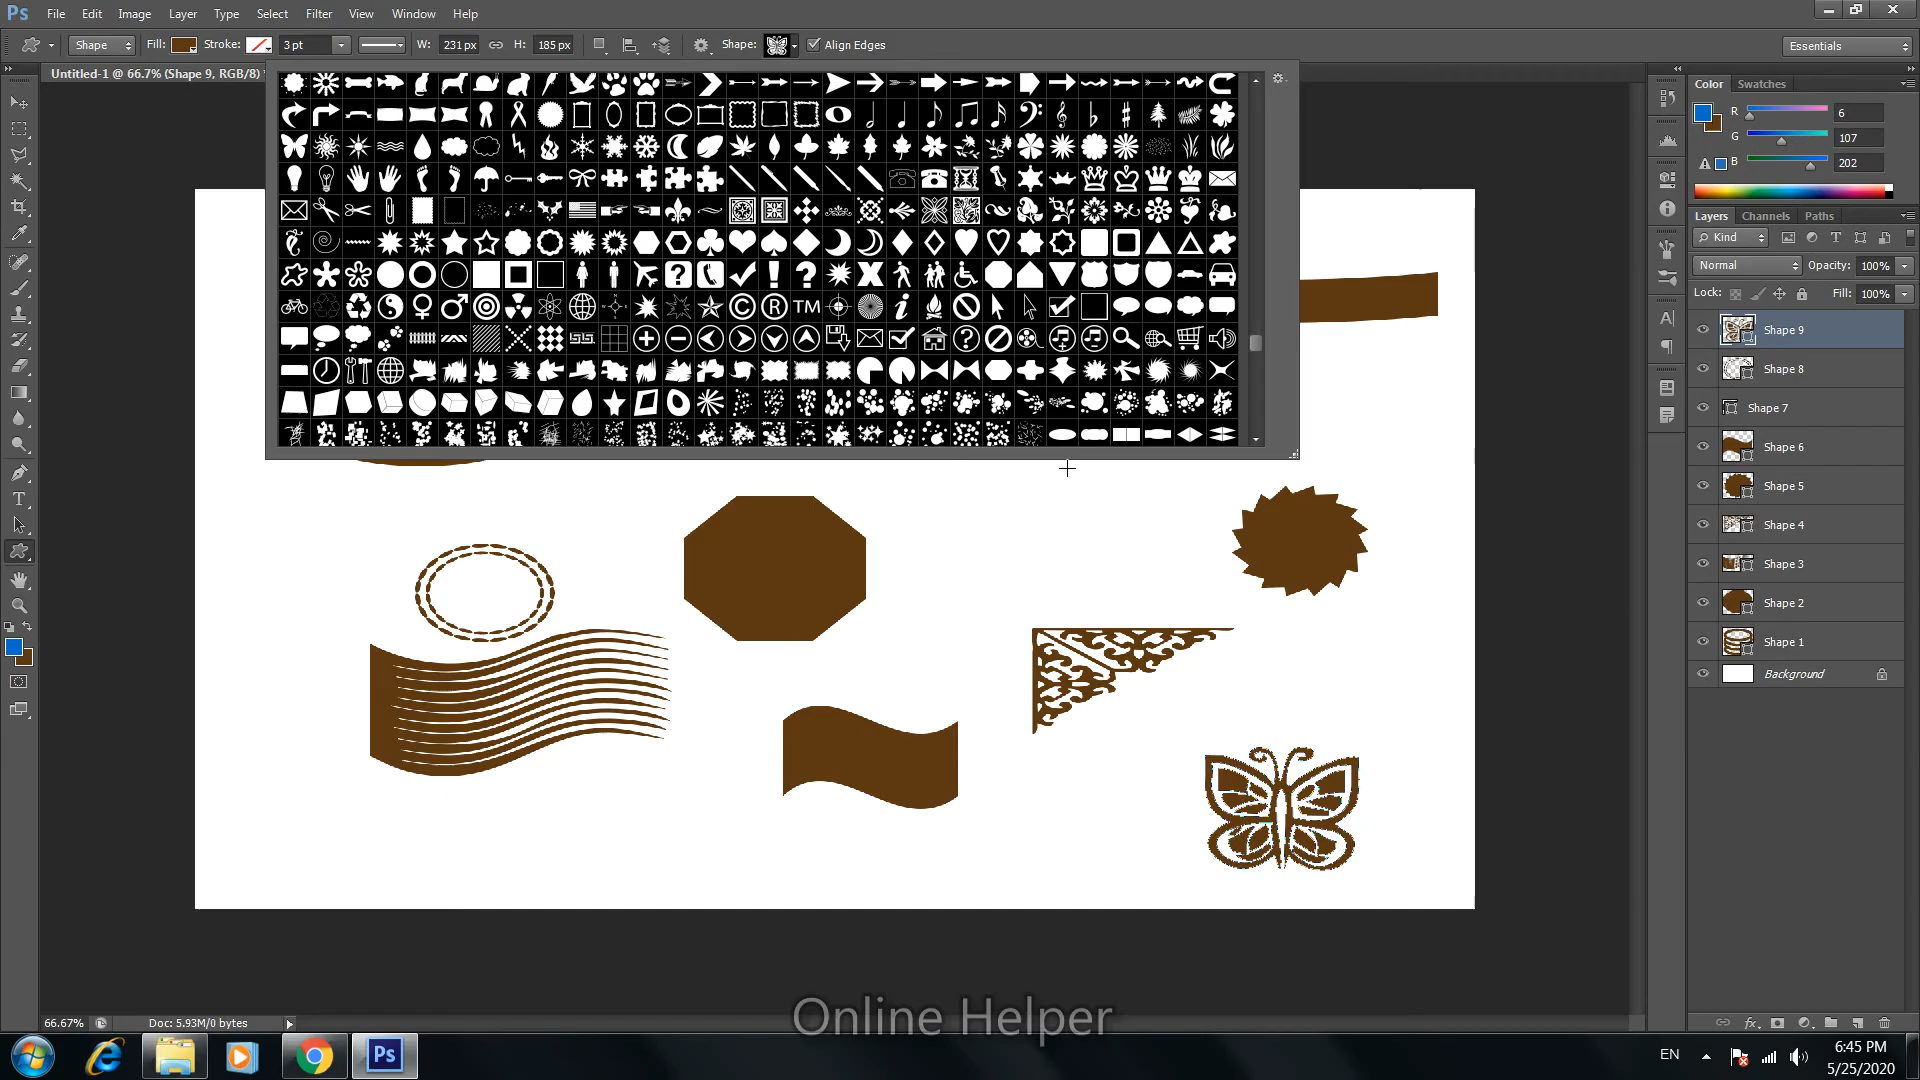 Ps File Edit Image Layer Type Select Filter View Window Help
Shape Fill: Stroke: 3 pt W: 231 px H: 185 px Shape: Align Edges Essentials
Untitled-1 @ 66.7% (Shape 9, RGB/8)
Color Swatches
R 6
G 107
B 202
Layers Channels Paths
Kind
Normal Opacity: 100%
Lock: Fill: 100%
Shape 9
Shape 8
Shape 7
Shape 6
Shape 5
Shape 4
Shape 3
Shape 2
Shape 1
Background
66.67% Doc: 5.93M/0 bytes
Online Helper
Ps EN 6:45 PM
5/25/2020